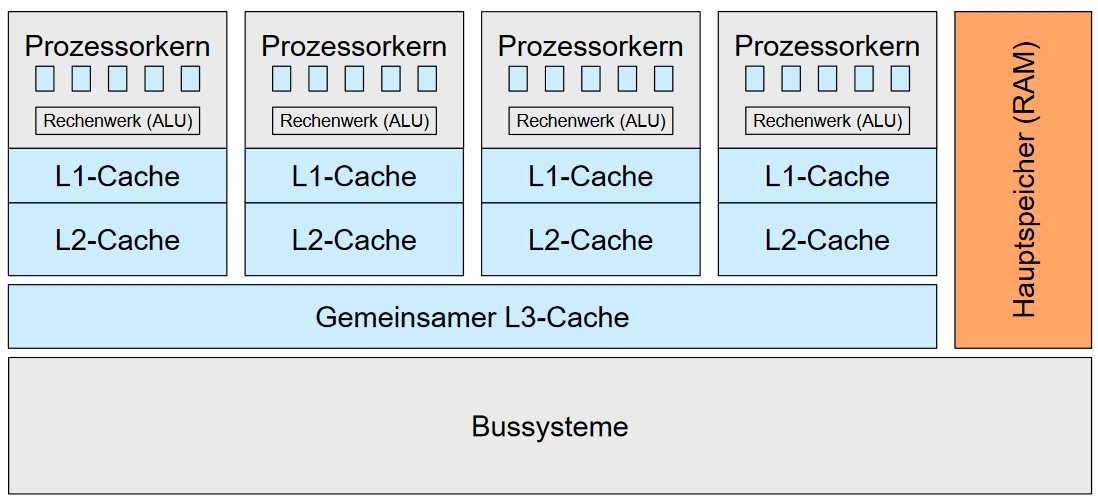 Prozessorkern
Rechenwerk (ALU)
L1-Cache
L2-Cache
Prozessorkern
Rechenwerk (ALU)
L1-Cache
L2-Cache
Prozessorkern
Rechenwerk (ALU)
L1-Cache
L2-Cache
Prozessorkern
Rechenwerk (ALU)
L1-Cache
L2-Cache
Gemeinsamer L3-Cache
Hauptspeicher (RAM)
Bussysteme